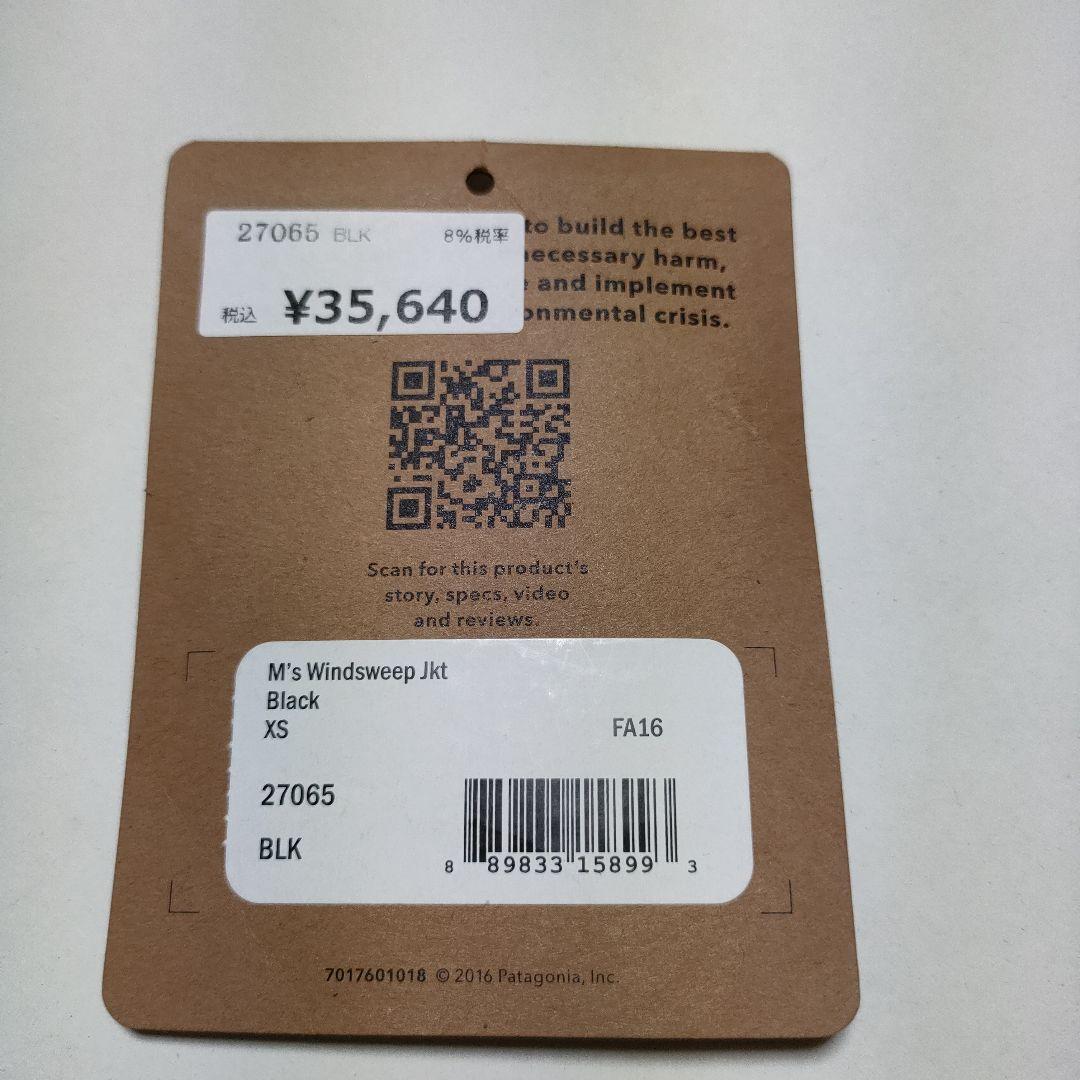 27065 BLK 8%税率
税込 ¥35,640
to build the best
necessary harm,
and implement
onmental crisis.
Scan for this product's
story, specs, video
and reviews.
M's Windsweep Jkt
Black
XS FA16
27065
BLK
8 89833 15899 3
7017601018 © 2016 Patagonia, Inc.